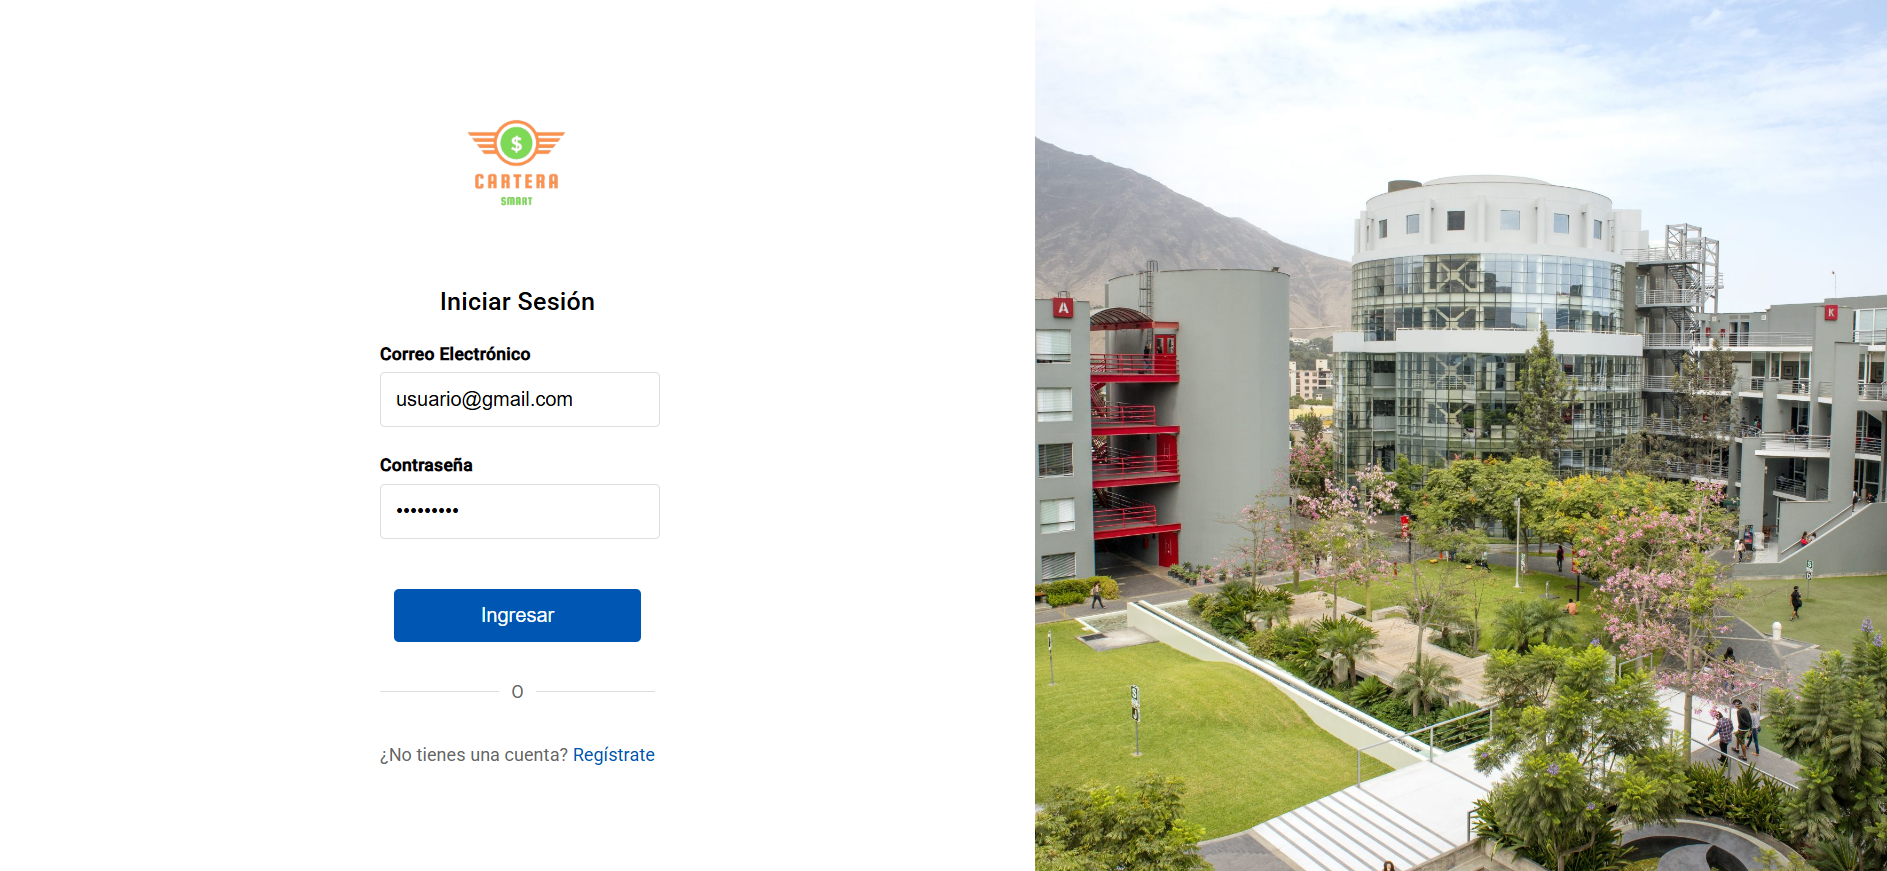 $
CARTERA
SMART
Iniciar Sesión
Correo Electrónico
usuario@gmail.com
Contraseña
•••••••••
Ingresar
O
¿No tienes una cuenta? Regístrate
A
K